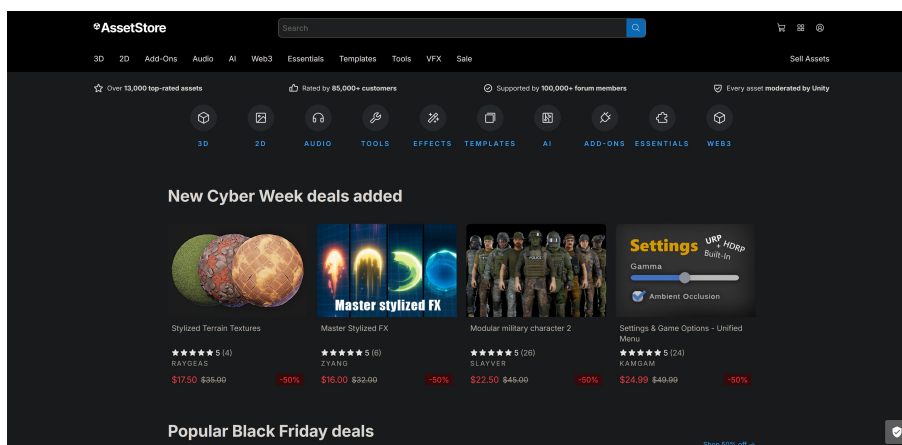 AssetStore
Search
3D 2D Add-Ons Audio AI Web3 Essentials Templates Tools VFX Sale Sell Assets
Over 13,000 top-rated assets Rated by 85,000+ customers Supported by 100,000+ forum members Every asset moderated by Unity
3D 2D AUDIO TOOLS EFFECTS TEMPLATES AI ADD-ONS ESSENTIALS WEB3
New Cyber Week deals added
Master stylized FX
Settings URP + HDRP Built-In
Gamma
Ambient Occlusion
Stylized Terrain Textures
5 (4)
RAYGEAS
$17.50 $35.00 -50%
Master Stylized FX
5 (6)
ZYANG
$16.00 $32.00 -50%
Modular military character 2
5 (26)
SLAYVER
$22.50 $45.00 -50%
Settings & Game Options - Unified
Menu
5 (24)
KAMGAM
$24.99 $49.99 -50%
Popular Black Friday deals
Shop 50% off →